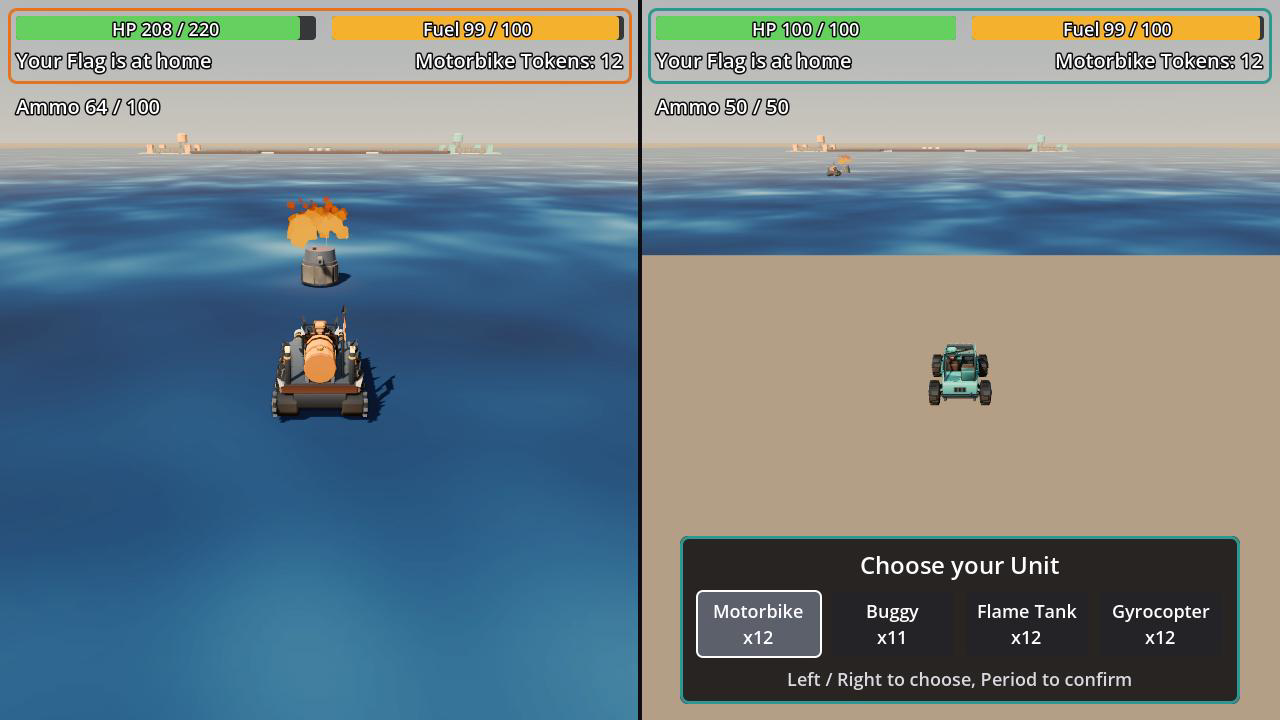 HP 208 / 220
Fuel 99 / 100
Your Flag is at home
Motorbike Tokens: 12
Ammo 64 / 100
HP 100 / 100
Fuel 99 / 100
Your Flag is at home
Motorbike Tokens: 12
Ammo 50 / 50
Choose your Unit
Motorbike
x12
Buggy
x11
Flame Tank
x12
Gyrocopter
x12
Left / Right to choose, Period to confirm